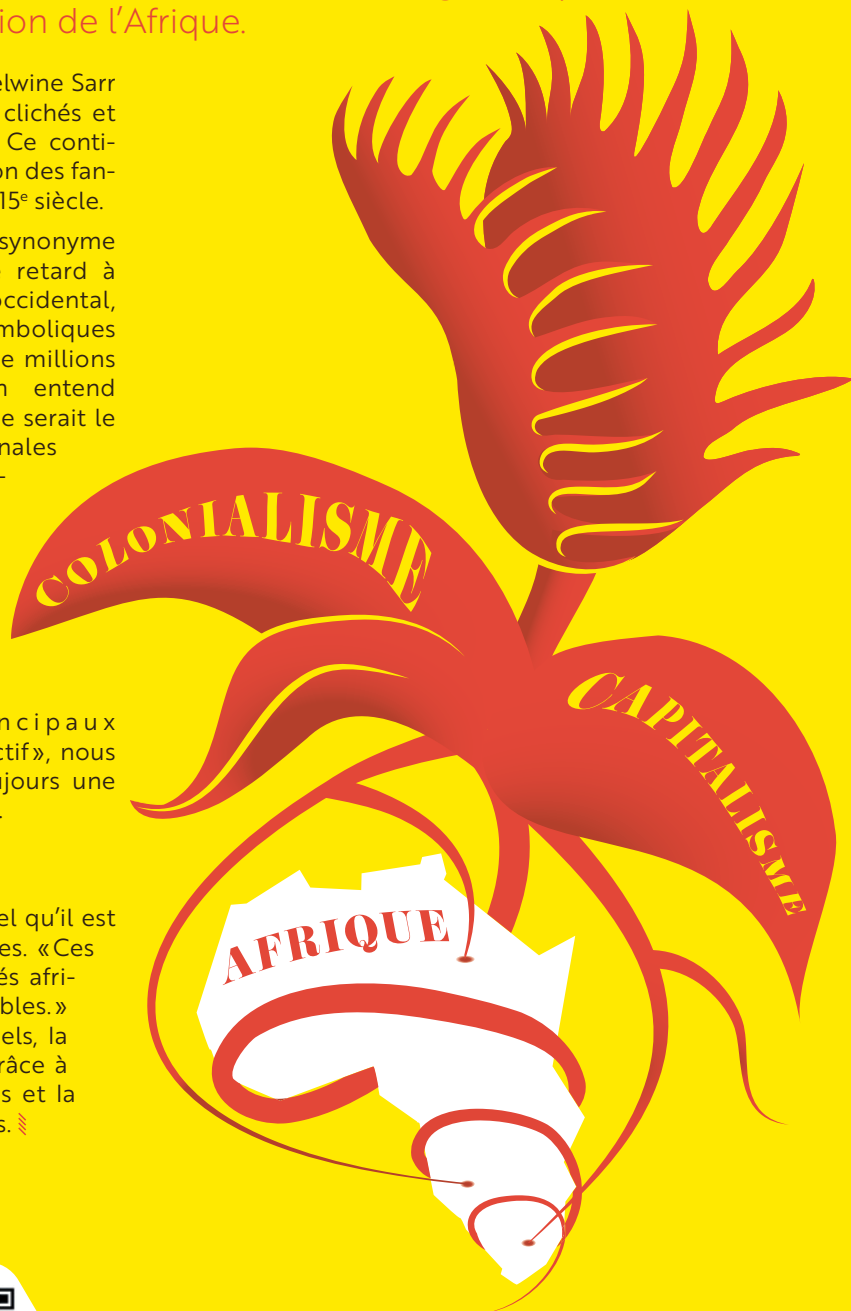 ion de l’Afrique.
elwine Sarr
clichés et
Ce conti-
on des fan-
15e siècle.
synonyme
retard à
occidental,
mboliques
e millions
n entend
e serait le
nales
-
COLONIALISME
CAPITALISME
ncipaux
ctif», nous
ujours une
.
el qu’il est
es. «Ces
és afri-
bles.»
els, la
râce à
s et la
s.
AFRIQUE